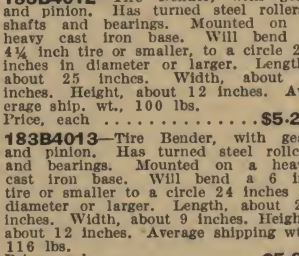 183B4012—Tire Bender, with ge
and pinion. Has turned steel roller
shafts and bearings. Mounted on
heavy cast iron base. Will bend
4¼ inch tire or smaller, to a circle 2
inches in diameter or larger. Length
about 25 inches. Width, about
inches. Height, about 12 inches. Av
erage ship. wt., 100 lbs.
Price, each ............. $5.2
183B4013—Tire Bender, with gea
and pinion. Has turned steel rolle
and bearings. Mounted on a heav
cast iron base. Will bend a 6 in
tire or smaller to a circle 24 inches
diameter or larger. Length, about 2
inches. Width, about 9 inches. Heigh
about 12 inches. Average shipping wt
116 lbs.